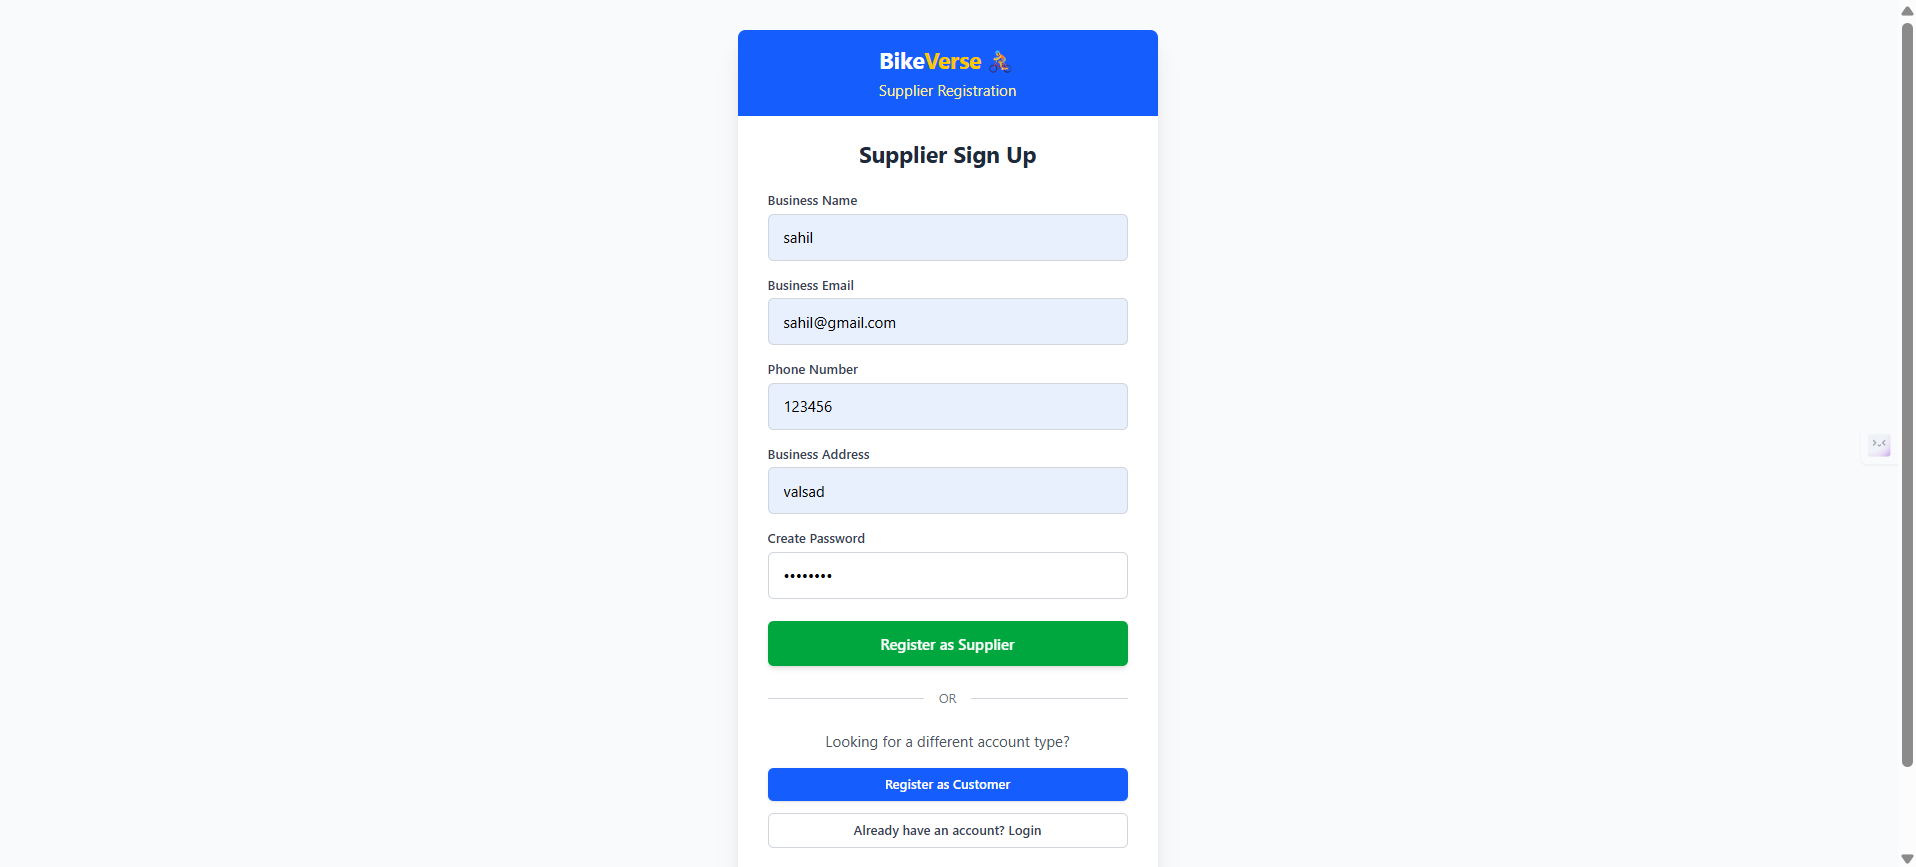 BikeVerse 🚴
Supplier Registration
Supplier Sign Up
Business Name
sahil
Business Email
sahil@gmail.com
Phone Number
123456
Business Address
valsad
Create Password
••••••••
Register as Supplier
OR
Looking for a different account type?
Register as Customer
Already have an account? Login